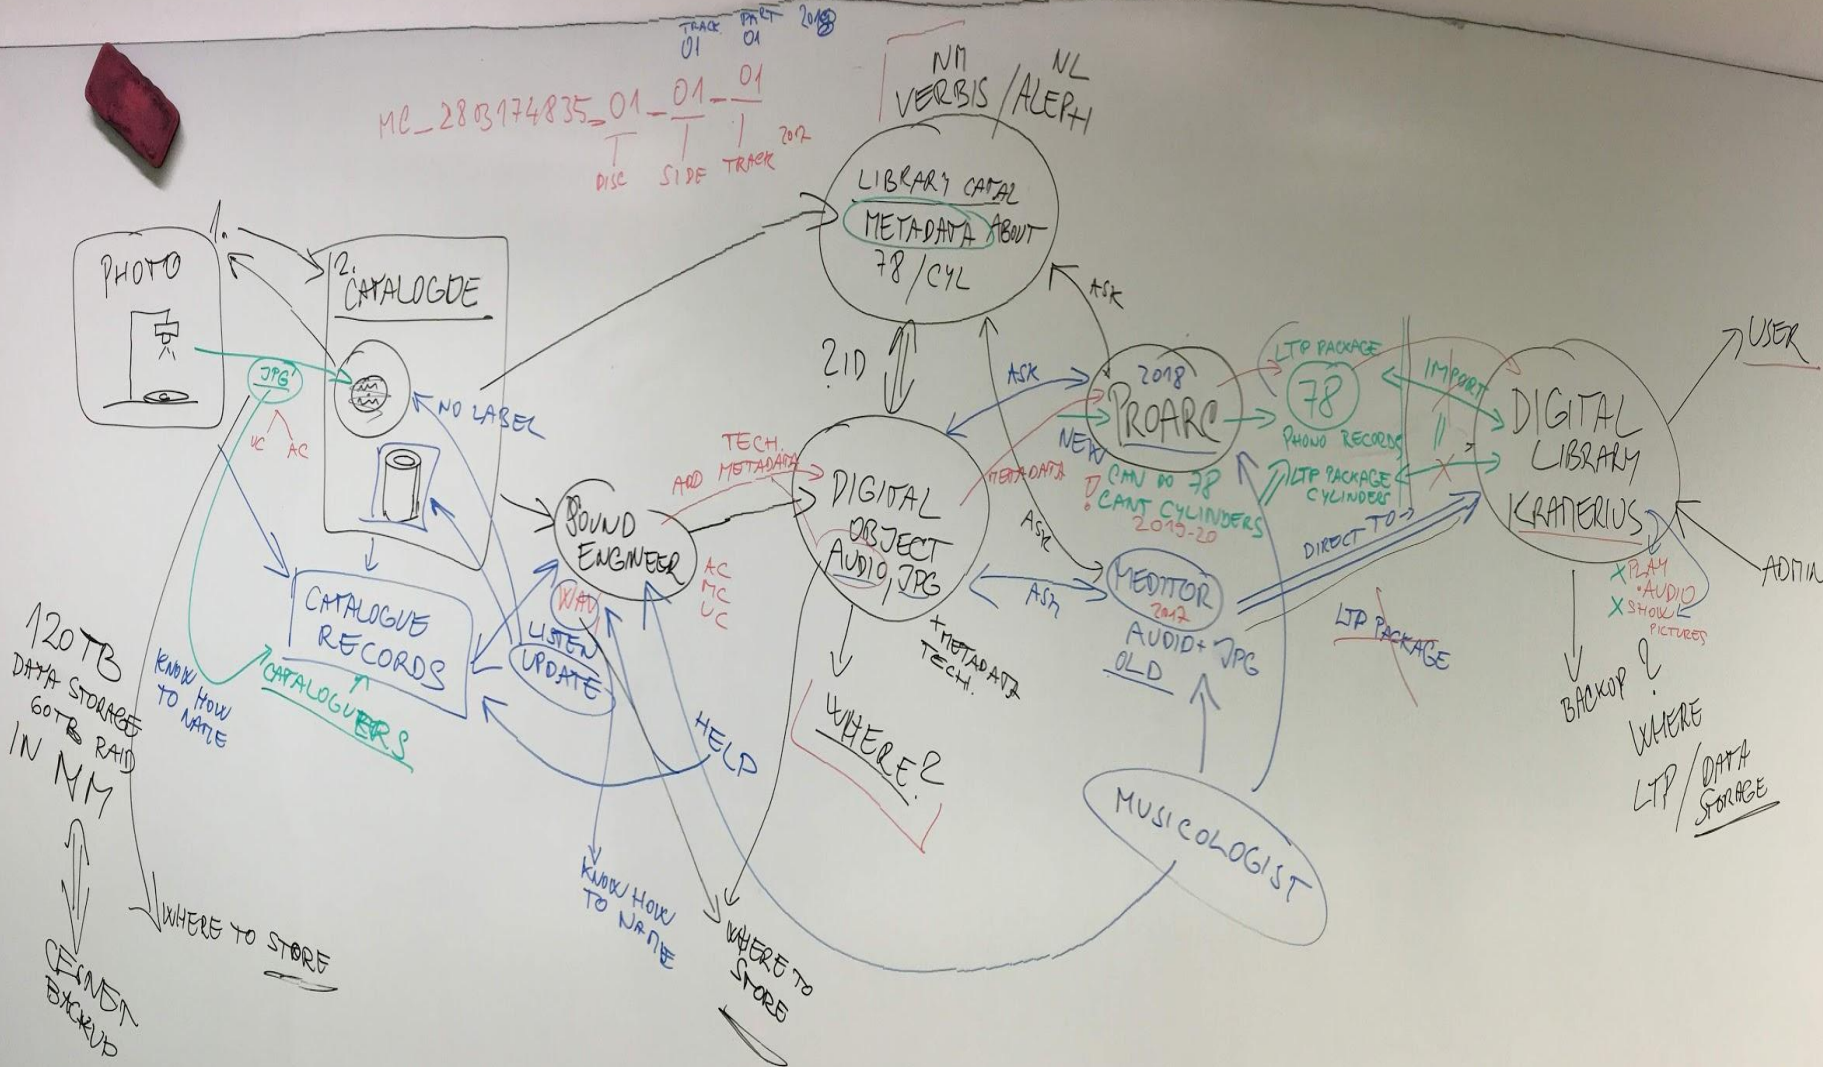 TRACK PART 2018
01 01
MC_2803174835_01_01_01
DISC SIDE TRACK 2017
NM NL
VERBIS / ALEPH
LIBRARY CATAL
METADATA ABOUT
78 / CYL
1.
PHOTO
2.
CATALOGUE
JPG
UC AC
NO LABEL
? ID
ASK
ASK
ASK
ASK
SOUND
ENGINEER
WAV
AC
MC
UC
LISTEN
UPDATE
TECH.
ADD METADATA
DIGITAL
OBJECT
AUDIO, JPG
+METADATA
TECH.
METADATA
WHERE?
2018
PROARC
NEW
CAN DO 78
! CANT CYLINDERS
2019-20
LTP PACKAGE
78
PHONO RECORDS
LTP PACKAGE
CYLINDERS
IMPORT
DIGITAL
LIBRARY
KRAMERIUS
USER
ADMIN
X PLAY
AUDIO
X SHOW
PICTURES
DIRECT TO
MEDITOR
2017
AUDIO + JPG
OLD
LTP PACKAGE
MUSICOLOGIST
BACKUP ?
WHERE
LTP / DATA
STORAGE
CATALOGUE
RECORDS
CATALOGUERS
KNOW HOW
TO NAME
HELP
KNOW HOW
TO NAME
WHERE TO
STORE
WHERE TO STORE
120 TB
DATA STORAGE
60TB RAID
IN NM
CESNET
BACKUP